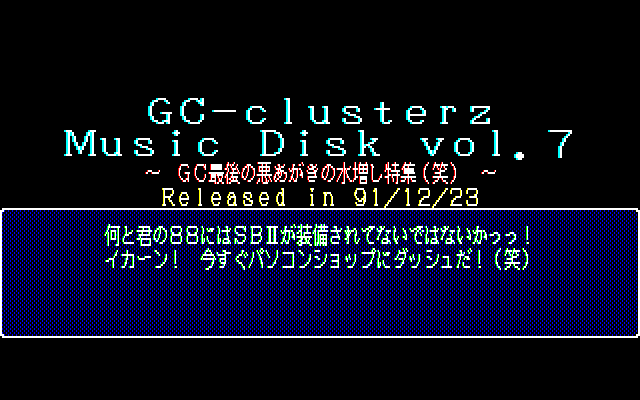 GC-clusterz
Music Disk vol.7
～ GC最後の悪あがきの水増し特集(笑) ～
Released in 91/12/23
何と君の88にはSBⅡが装備されてないではないかっっ！
イカーン！ 今すぐパソコンショップにダッシュだ！(笑)